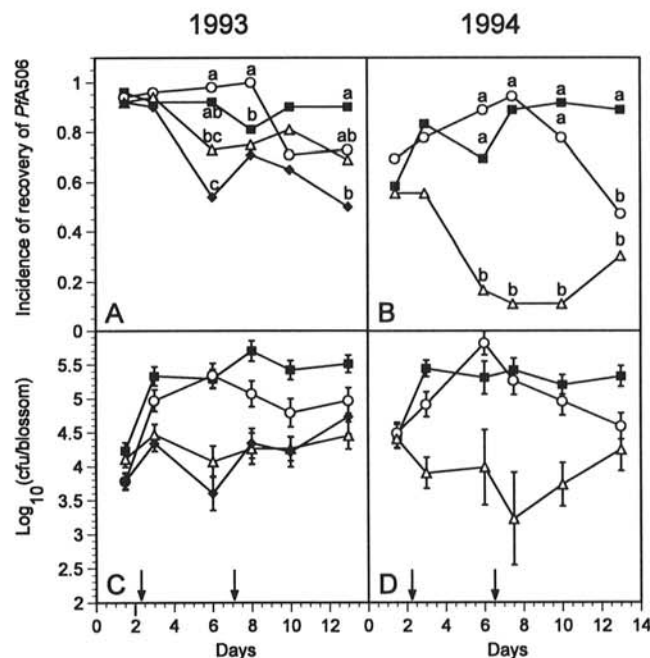 1993 1994
Incidence of recovery of PfA506
1
0.8
0.6
0.4
0.2
0
a a a
ab b ab
bc
c b
A
a a a a
a a
b
b b b b
B
Log10(cfu/blossom)
5.5
5
4.5
4
3.5
3
2.5
2
C D
0 2 4 6 8 10 12 0 2 4 6 8 10 12 14
Days Days